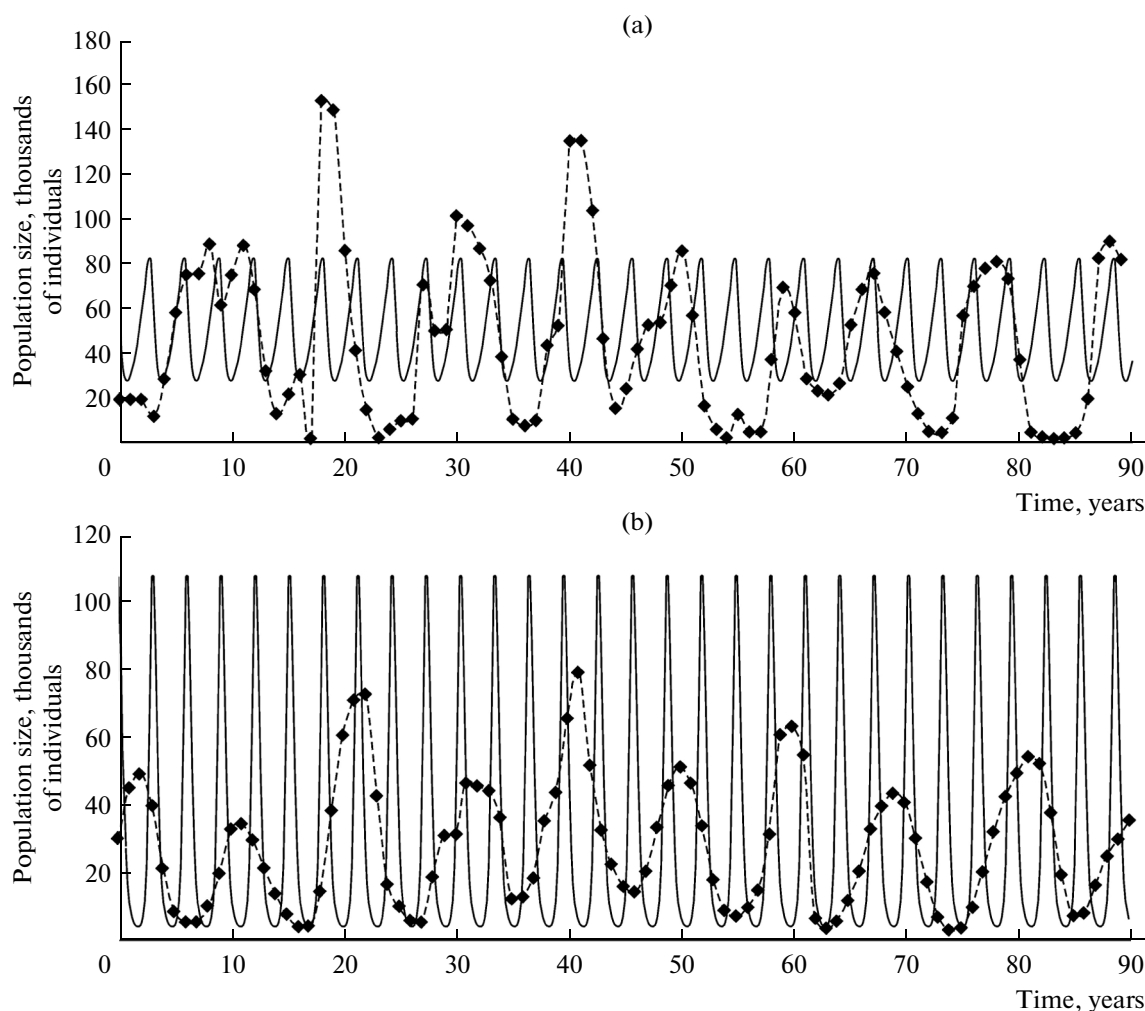 (a)
Population size, thousands
of individuals
180
160
140
120
100
80
60
40
20
0 10 20 30 40 50 60 70 80 90
Time, years
(b)
Population size, thousands
of individuals
120
100
80
60
40
20
0 10 20 30 40 50 60 70 80 90
Time, years